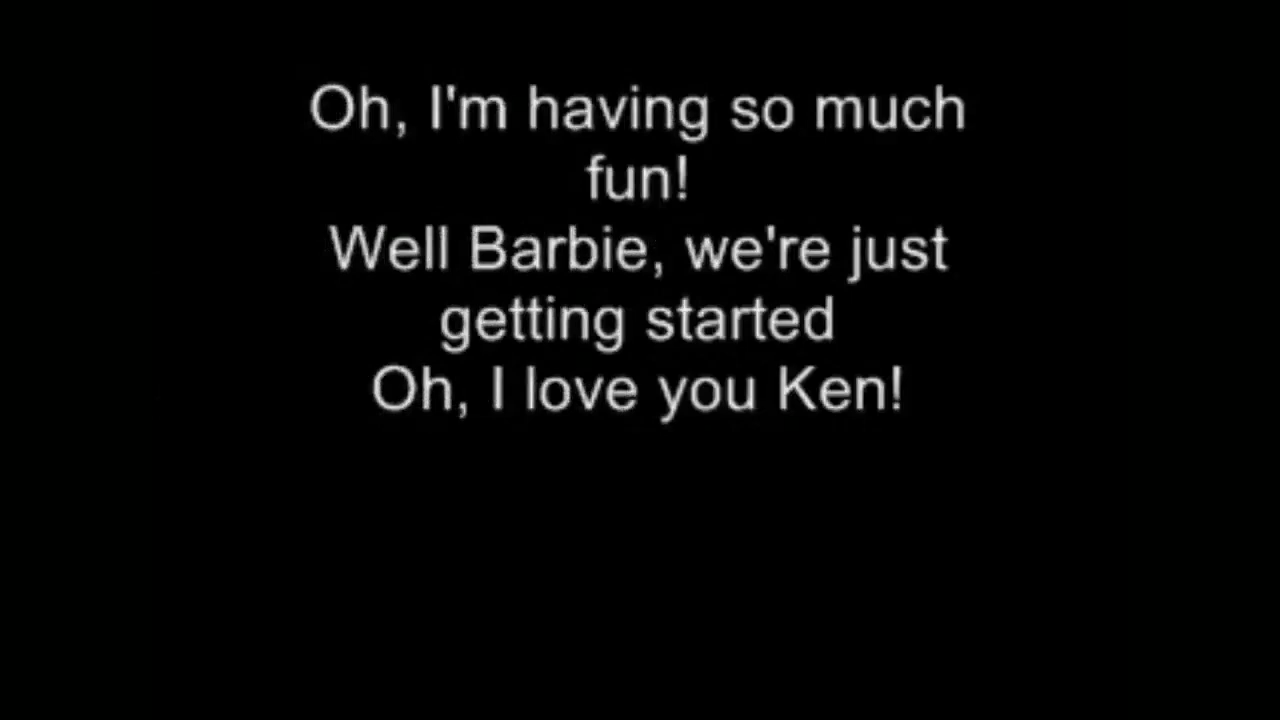 Oh, I'm having so much
fun!
Well Barbie, we're just
getting started
Oh, I love you Ken!